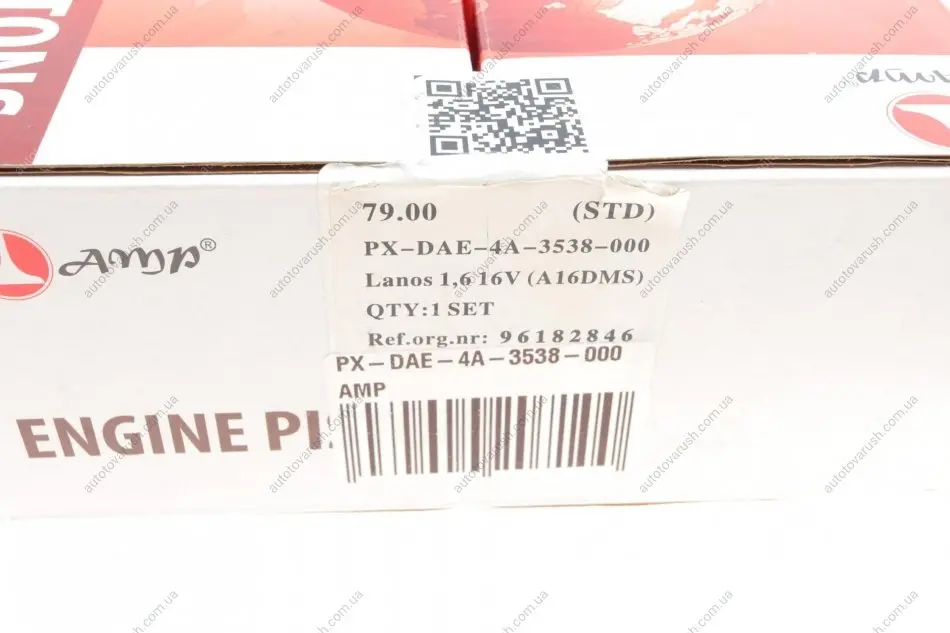 TONS
AMP®
79.00 (STD)
PX-DAE-4A-3538-000
Lanos 1,6 16V (A16DMS)
QTY:1 SET
Ref.org.nr: 96182846
PX-DAE-4A-3538-000
AMP
ENGINE PI
autotovarush.com.ua